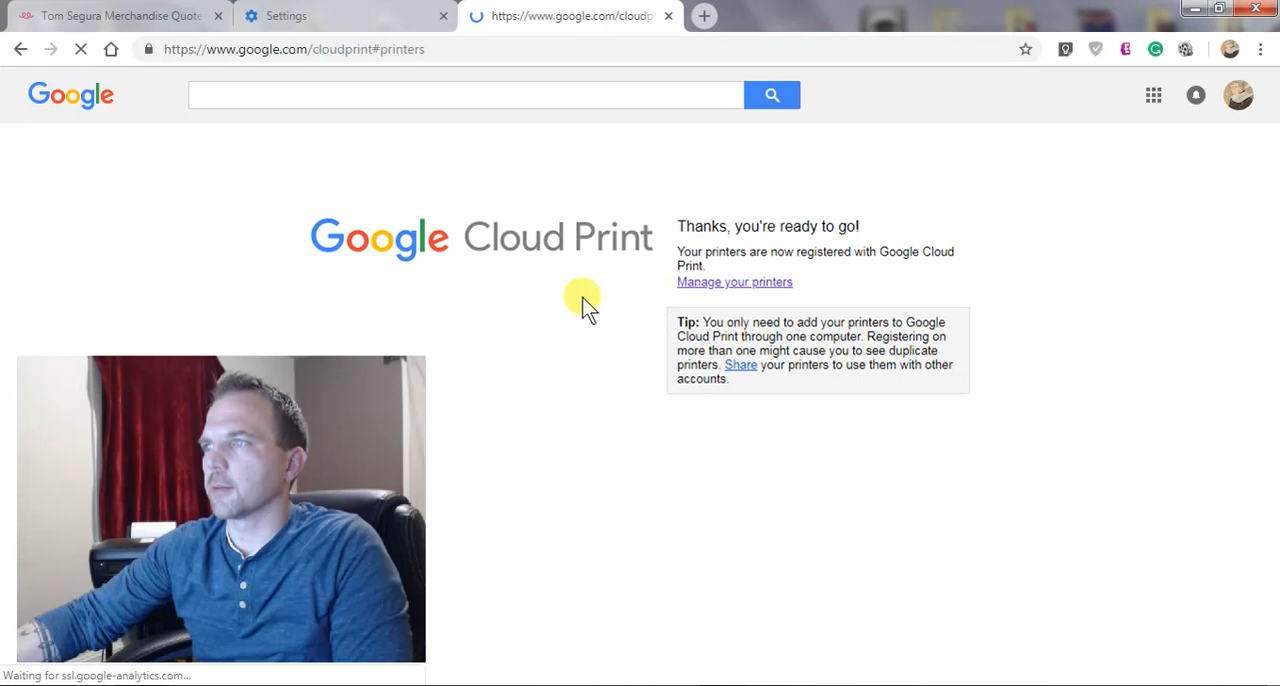 Tom Segura Merchandise Quote
Settings
https://www.google.com/cloudp
https://www.google.com/cloudprint#printers
Google
Google Cloud Print
Thanks, you're ready to go!
Your printers are now registered with Google Cloud
Print.
Manage your printers
Tip: You only need to add your printers to Google
Cloud Print through one computer. Registering on
more than one might cause you to see duplicate
printers. Share your printers to use them with other
accounts.
Waiting for ssl.google-analytics.com...